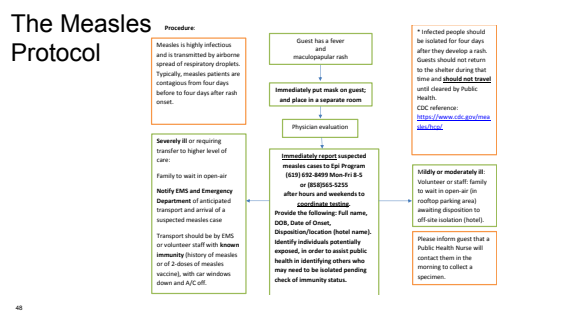 The Measles
Protocol
Procedure:
Measles is highly infectious
and is transmitted by airborne
spread of respiratory droplets.
Typically, measles patients are
contagious from four days
before to four days after rash
onset.
Guest has a fever
and
maculopapular rash
Immediately put mask on guest;
and place in a separate room
Physician evaluation
Immediately report suspected
measles cases to Epi Program
(619) 692-8499 Mon-Fri 8-5
or (858)565-5255
after hours and weekends to
coordinate testing.
Provide the following: Full name,
DOB, Date of Onset,
Disposition/location (hotel name).
Identify individuals potentially
exposed, in order to assist public
health in identifying others who
may need to be isolated pending
check of immunity status.
Severely ill or requiring
transfer to higher level of
care:
Family to wait in open-air
Notify EMS and Emergency
Department of anticipated
transport and arrival of a
suspected measles case
Transport should be by EMS
or volunteer staff with known
immunity (history of measles
or of 2-doses of measles
vaccine), with car windows
down and A/C off.
* Infected people should
be isolated for four days
after they develop a rash.
Guests should not return
to the shelter during that
time and should not travel
until cleared by Public
Health.
CDC reference:
https://www.cdc.gov/mea
sles/hcp/
Mildly or moderately ill:
Volunteer or staff: family
to wait in open-air (in
rooftop parking area)
awaiting disposition to
off-site isolation (hotel).
Please inform guest that a
Public Health Nurse will
contact them in the
morning to collect a
specimen.
48